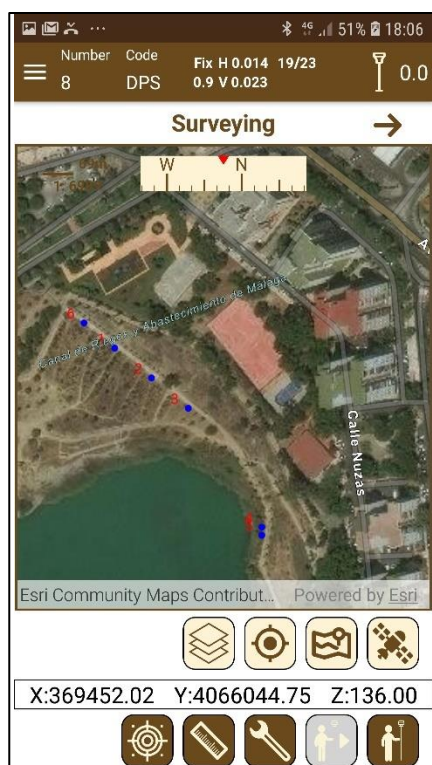 4G 51% 18:06
Number Code Fix H 0.014 19/23
8 DPS 0.9 V 0.023 0.0
Surveying
W N
Canal de Riego y Abastecimiento de Malaga
6
1
2
3
Calle Nuzas
A
Esri Community Maps Contribut... Powered by Esri
X:369452.02 Y:4066044.75 Z:136.00